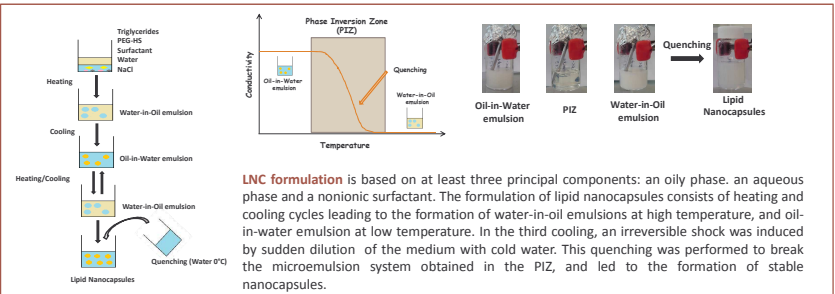 Triglycerides
PEG-HS
Surfactant
Water
NaCl
Heating
Water-in-Oil emulsion
Cooling
Oil-in-Water emulsion
Heating/Cooling
Water-in-Oil emulsion
Quenching (Water 0°C)
Lipid Nanocapsules
Phase Inversion Zone
(PIZ)
Conductivity
Oil-in-Water
emulsion
Quenching
Water-in-Oil
emulsion
Temperature
Quenching
Oil-in-Water
emulsion
PIZ
Water-in-Oil
emulsion
Lipid
Nanocapsules
LNC formulation is based on at least three principal components: an oily phase. an aqueous
phase and a nonionic surfactant. The formulation of lipid nanocapsules consists of heating and
cooling cycles leading to the formation of water-in-oil emulsions at high temperature, and oil-
in-water emulsion at low temperature. In the third cooling, an irreversible shock was induced
by sudden dilution of the medium with cold water. This quenching was performed to break
the microemulsion system obtained in the PIZ, and led to the formation of stable
nanocapsules.